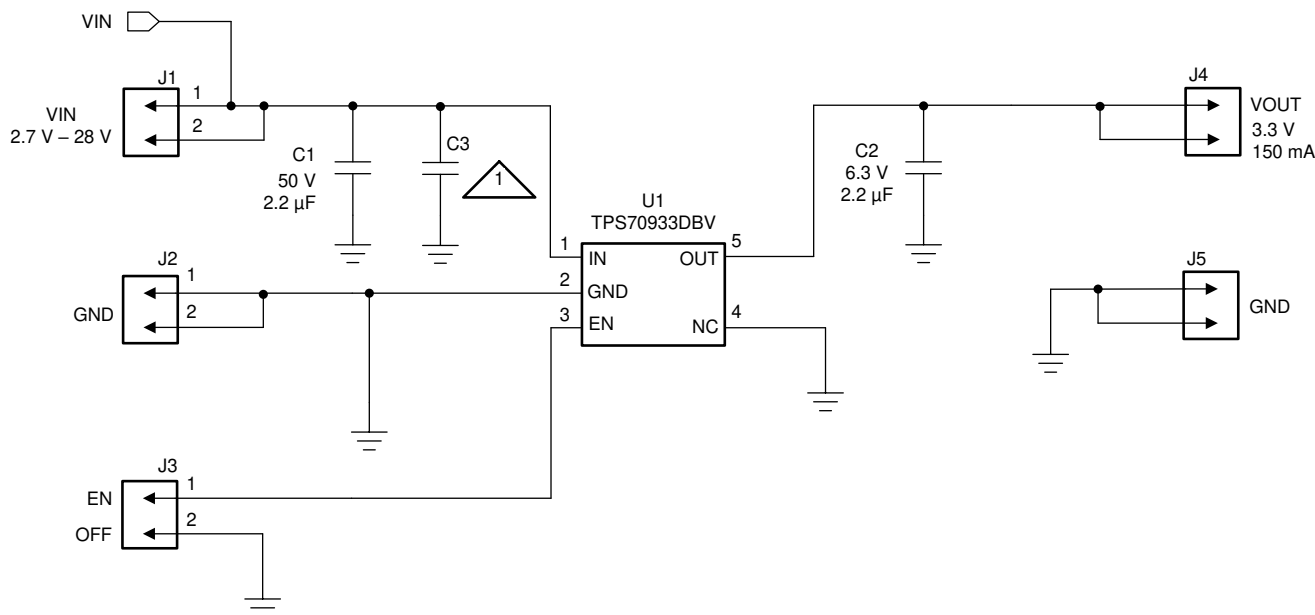 VIN
J1
1
2
VIN
2.7 V – 28 V
C1
50 V
2.2 µF
C3
1
U1
TPS70933DBV
1
IN
2
GND
3
EN
OUT
5
NC
4
C2
6.3 V
2.2 µF
J4
VOUT
3.3 V
150 mA
J2
1
2
GND
J5
GND
J3
EN
1
OFF
2